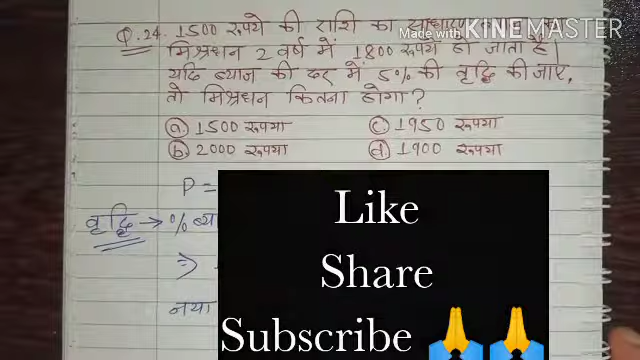 Made with KINEMASTER
Q.24. 1500 रूपये की राशि का साधारण
मिश्रधन 2 वर्ष में 1800 रूपये हो जाता है।
यदि ब्याज की दर में 5% की वृद्धि की जाए,
तो मिश्रधन कितना होगा?
(a) 1500 रूपया (c) 1950 रूपया
(b) 2000 रूपया (d) 1900 रूपया
P =
वृद्धि → % ब्या
⇒
नया
Like
Share
Subscribe 🙏🙏